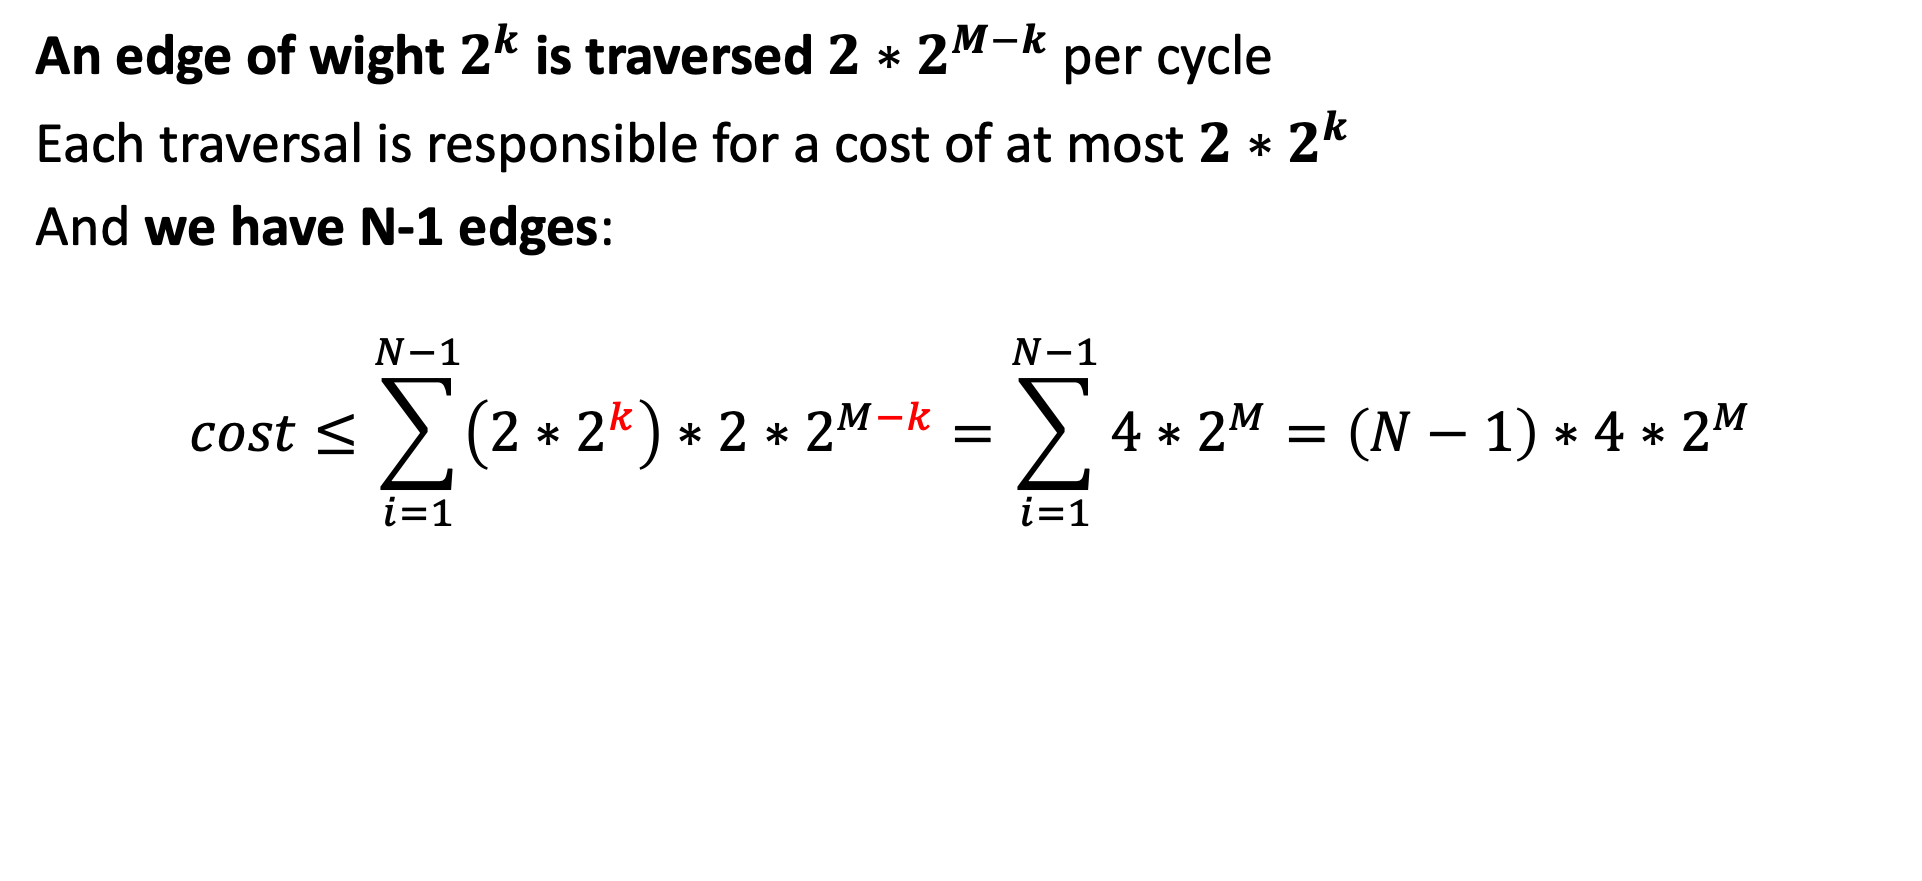 An edge of wight 2^k is traversed 2 * 2^{M−k} per cycle
Each traversal is responsible for a cost of at most 2 * 2^k
And we have N-1 edges:
cost ≤ \sum_{i=1}^{N−1} (2 * 2^k) * 2 * 2^{M−k} = \sum_{i=1}^{N−1} 4 * 2^M = (N − 1) * 4 * 2^M